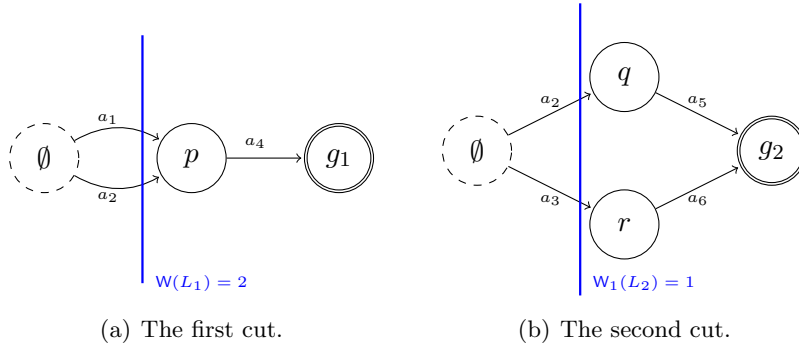 a₁
∅
p
a₄
g₁
a₂
W(L₁) = 2
(a) The first cut.
q
a₂
a₅
∅
g₂
a₃
a₆
r
W₁(L₂) = 1
(b) The second cut.